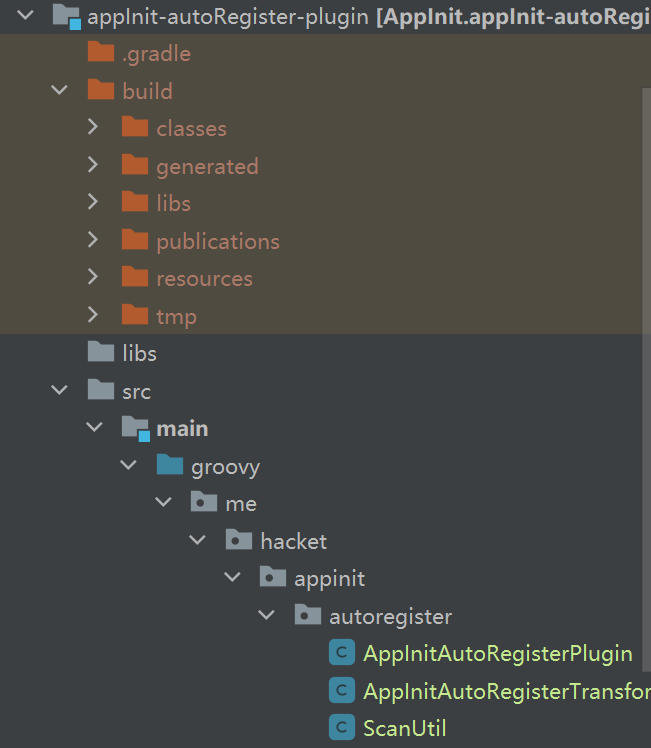 appInit-autoRegister-plugin [AppInit.appInit-autoRegi
.gradle
build
classes
generated
libs
publications
resources
tmp
libs
src
main
groovy
me
hacket
appinit
autoregister
C AppInitAutoRegisterPlugin
C AppInitAutoRegisterTransfor
C ScanUtil